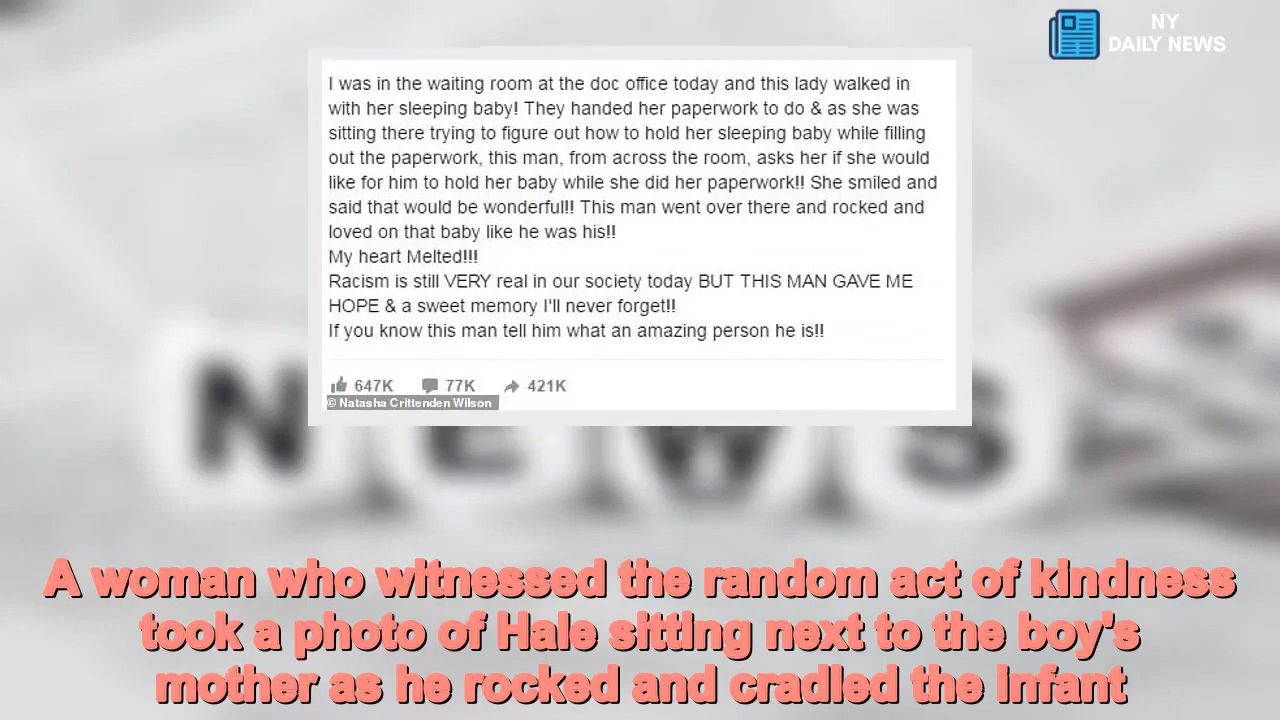 NY
DAILY NEWS
I was in the waiting room at the doc office today and this lady walked in
with her sleeping baby! They handed her paperwork to do & as she was
sitting there trying to figure out how to hold her sleeping baby while filling
out the paperwork, this man, from across the room, asks her if she would
like for him to hold her baby while she did her paperwork!! She smiled and
said that would be wonderful!! This man went over there and rocked and
loved on that baby like he was his!!
My heart Melted!!!
Racism is still VERY real in our society today BUT THIS MAN GAVE ME
HOPE & a sweet memory I'll never forget!!
If you know this man tell him what an amazing person he is!!
647K 77K 421K
© Natasha Crittenden Wilson
NEWS
A woman who witnessed the random act of kindness
took a photo of Hale sitting next to the boy's
mother as he rocked and cradled the infant